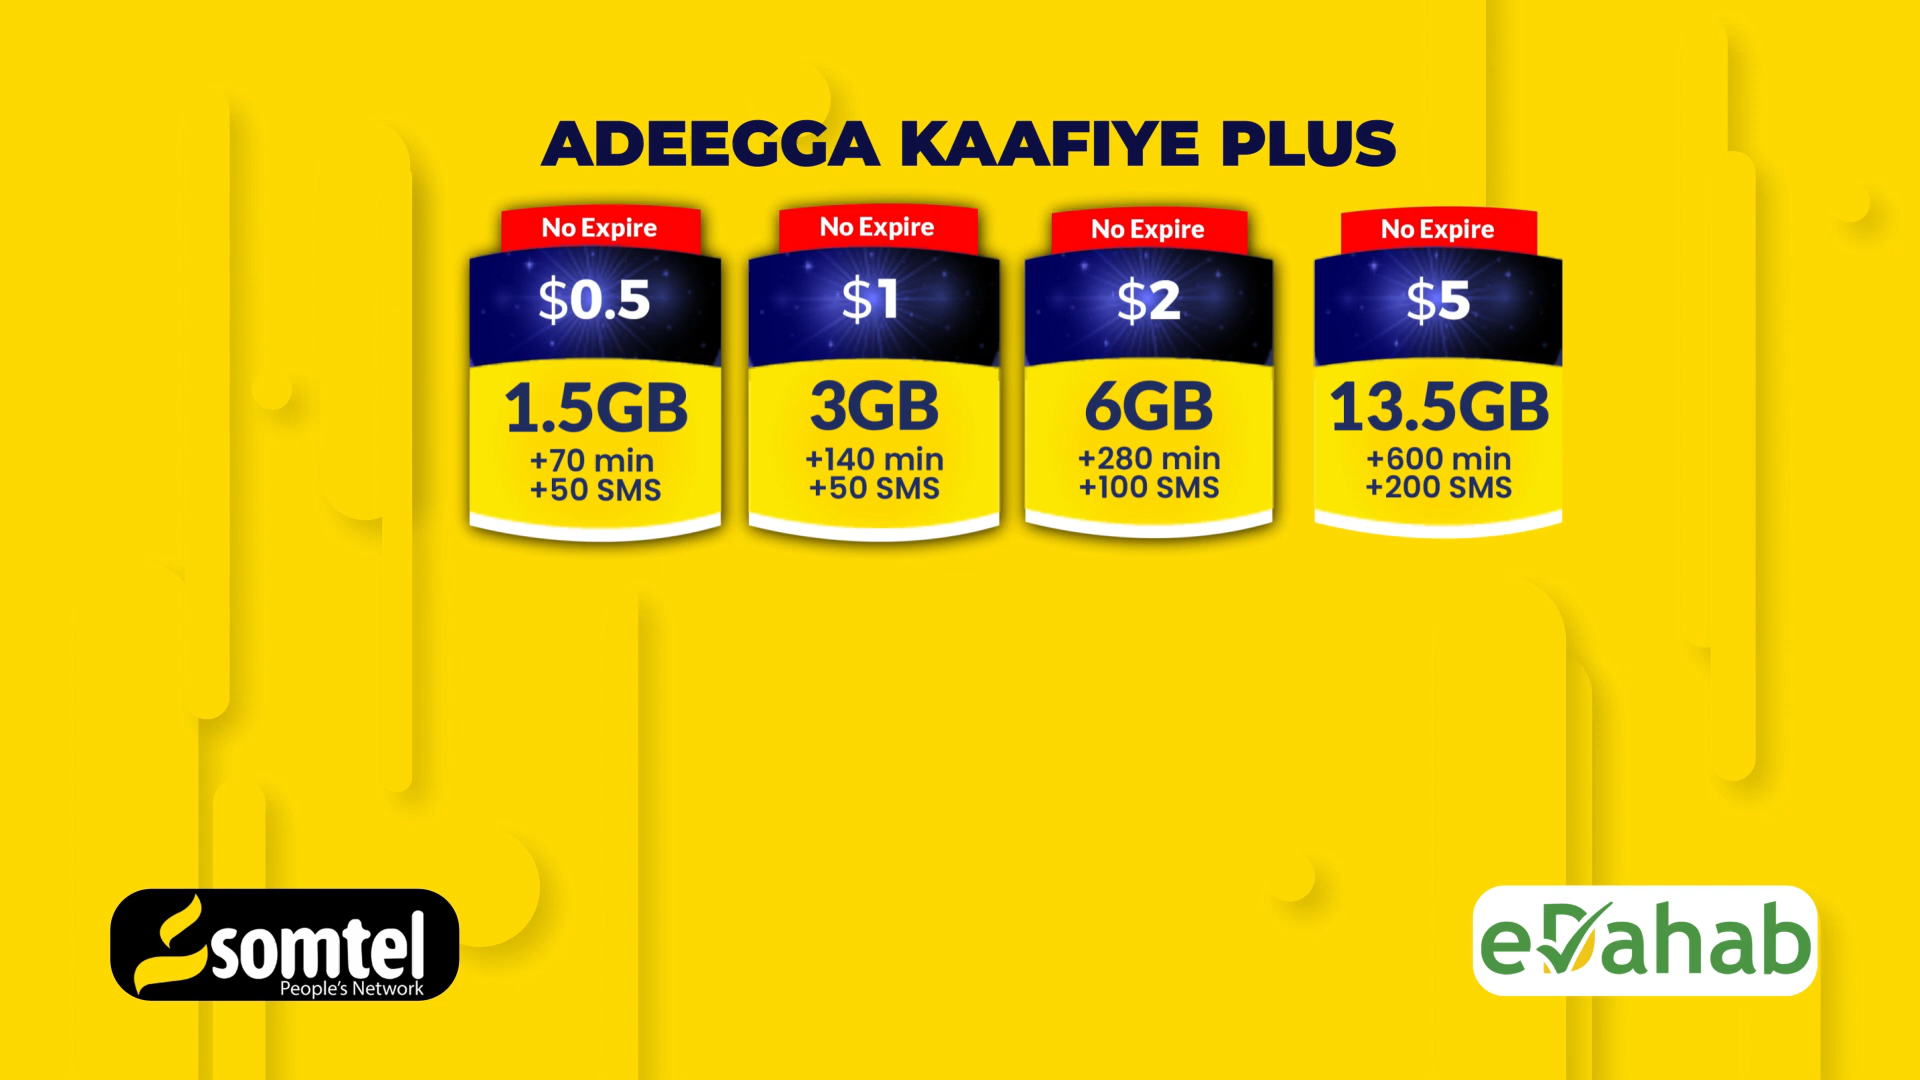 ADEEGGA KAAFIYE PLUS
No Expire
$0.5
1.5GB
+70 min
+50 SMS
No Expire
$1
3GB
+140 min
+50 SMS
No Expire
$2
6GB
+280 min
+100 SMS
No Expire
$5
13.5GB
+600 min
+200 SMS
somtel
People's Network
eDahab